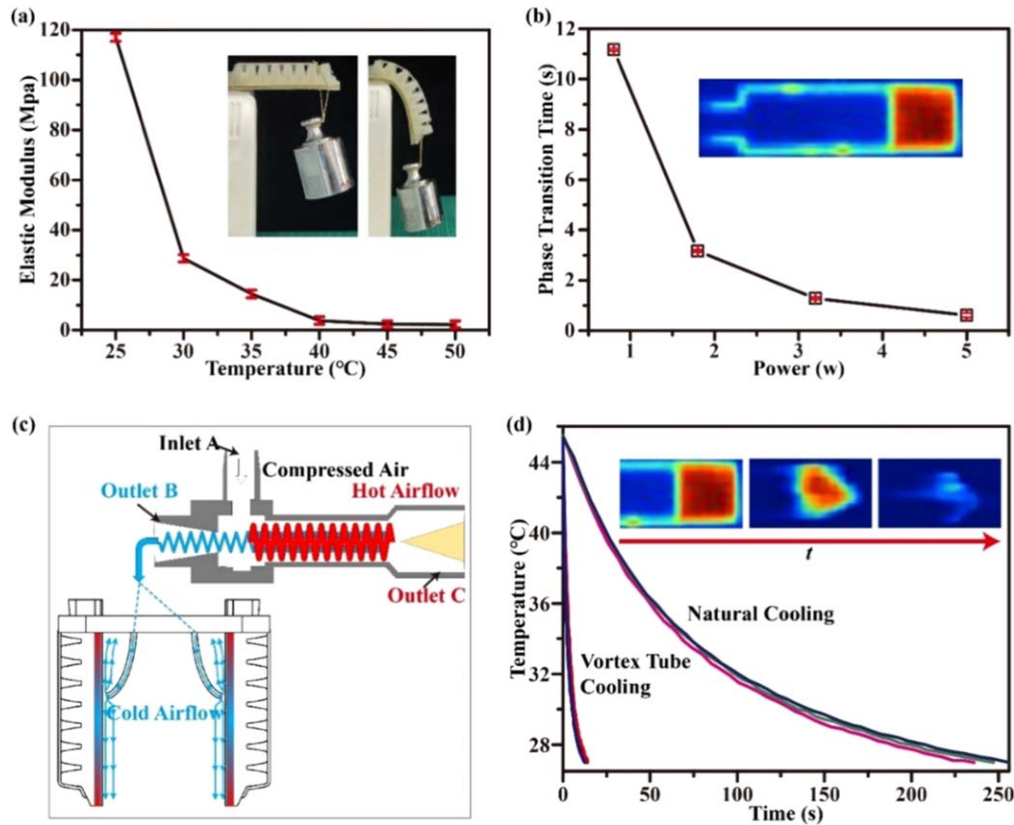 (a)
120
100
80
60
40
20
0
Elastic Modulus (Mpa)
25 30 35 40 45 50
Temperature (°C)
(b)
12
10
8
6
4
2
0
Phase Transition Time (s)
1 2 3 4 5
Power (w)
(c)
Inlet A
Compressed Air
Outlet B
Hot Airflow
Outlet C
Cold Airflow
(d)
44
40
36
32
28
Temperature (°C)
t
Natural Cooling
Vortex Tube
Cooling
0 50 100 150 200 250
Time (s)